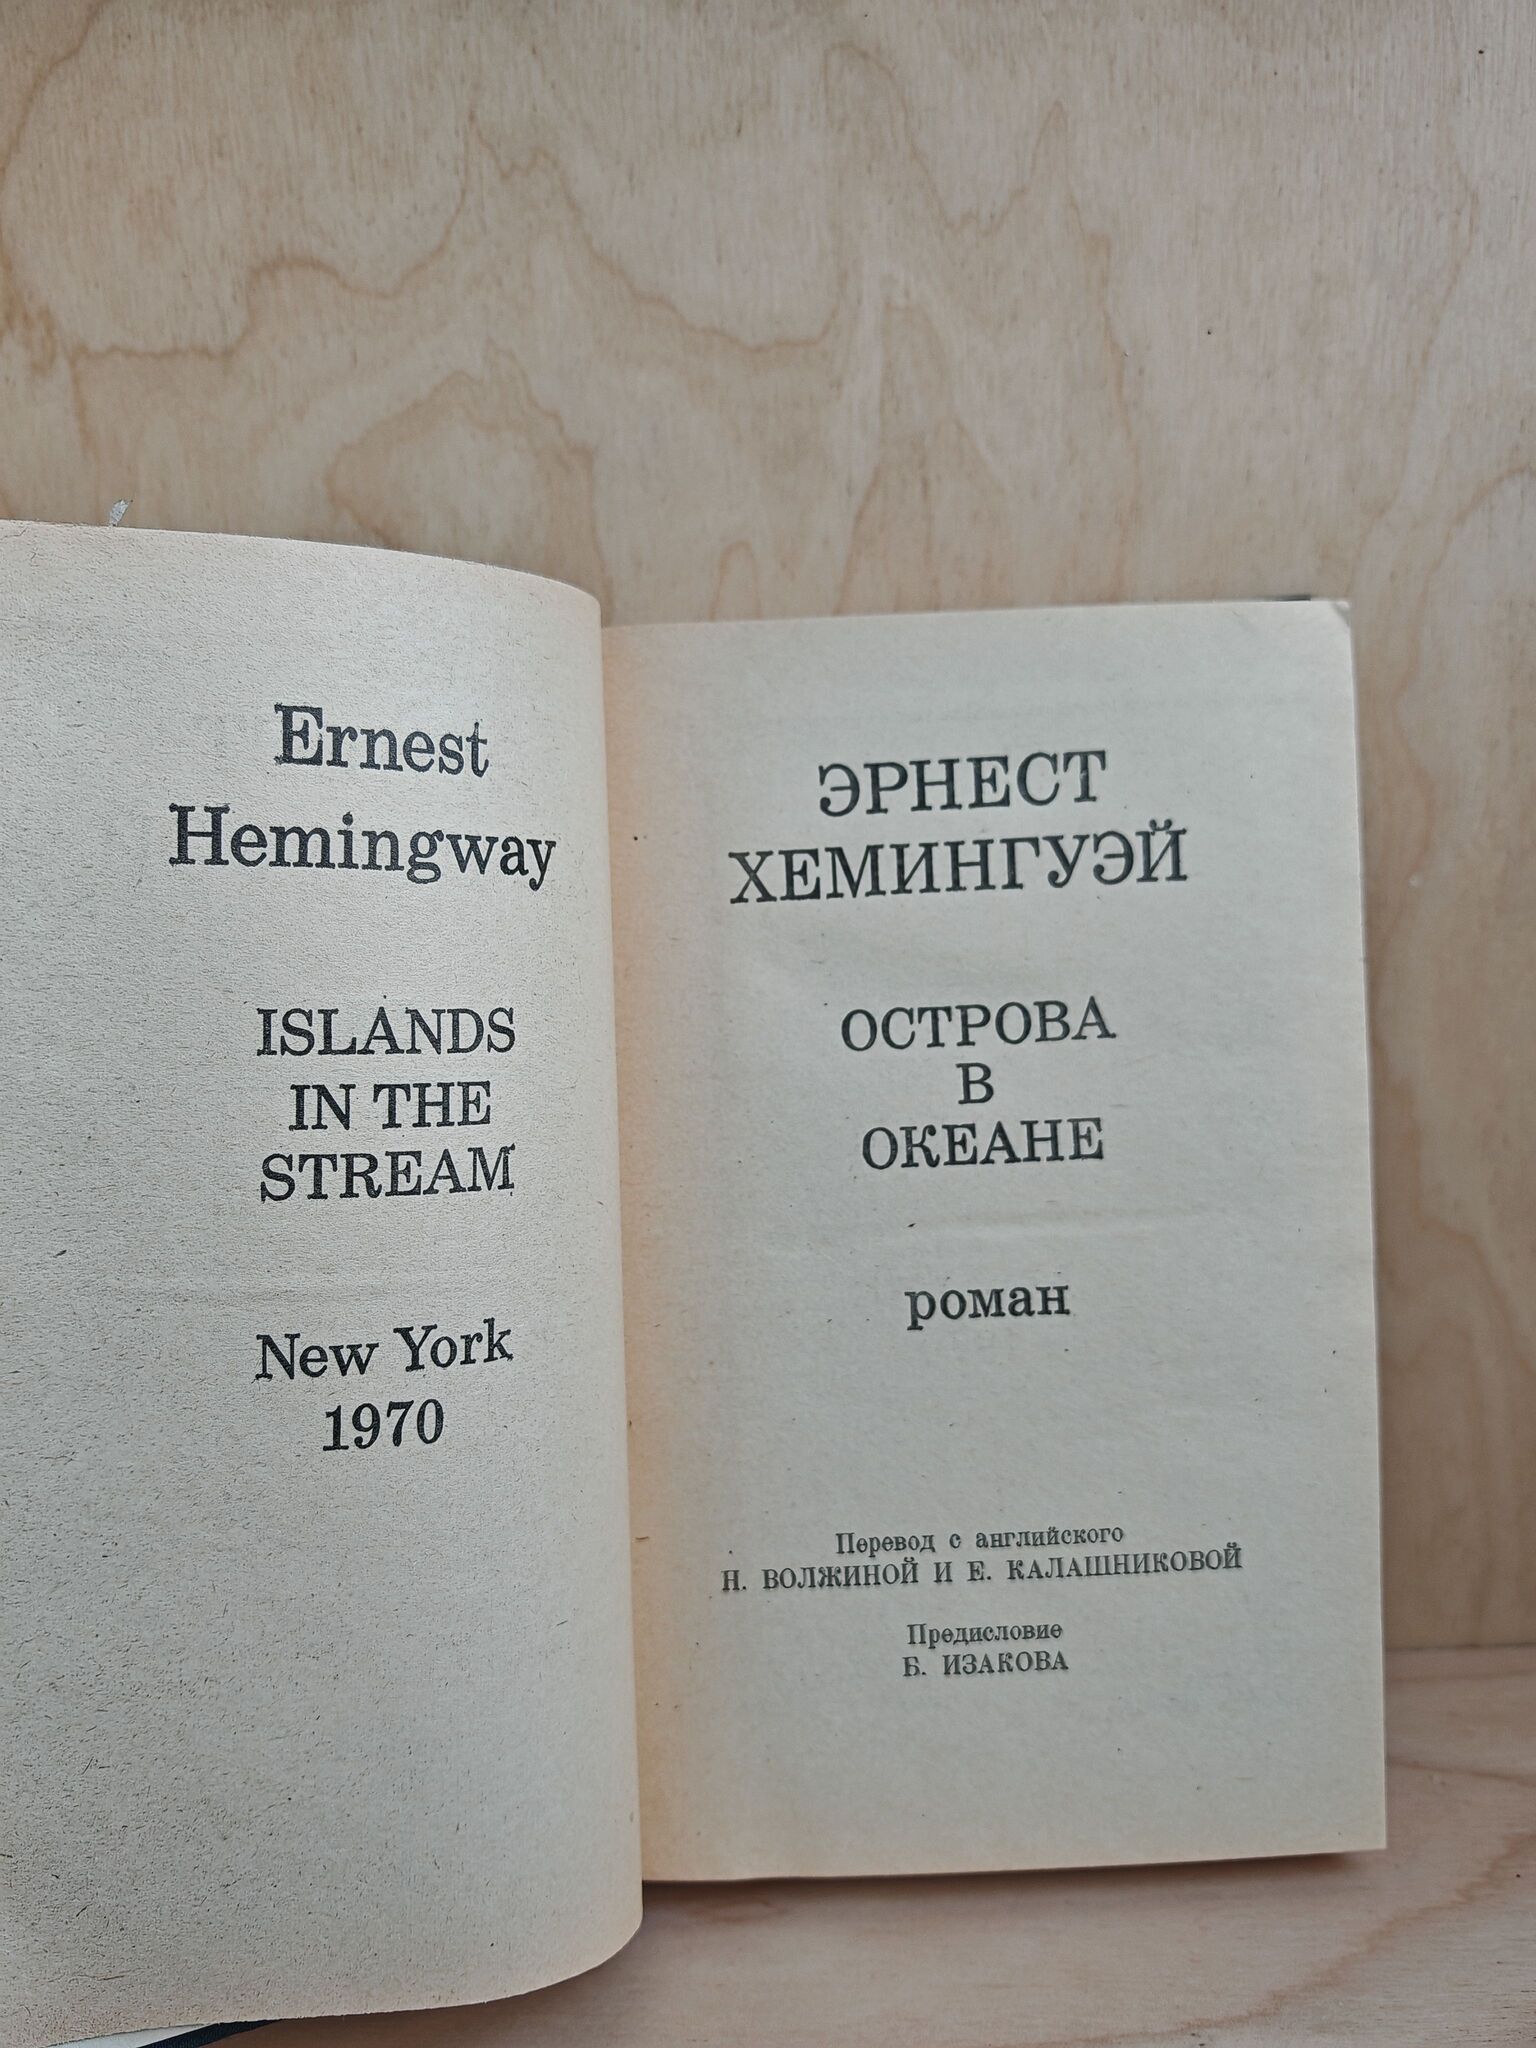 Ernest
Hemingway
ISLANDS
IN THE
STREAM
New York
1970
ЭРНЕСТ
ХЕМИНГУЭЙ
ОСТРОВА
В
ОКЕАНЕ
роман
Перевод с английского
Н. ВОЛЖИНОЙ И Е. КАЛАШНИКОВОЙ
Предисловие
Б. ИЗАКОВА